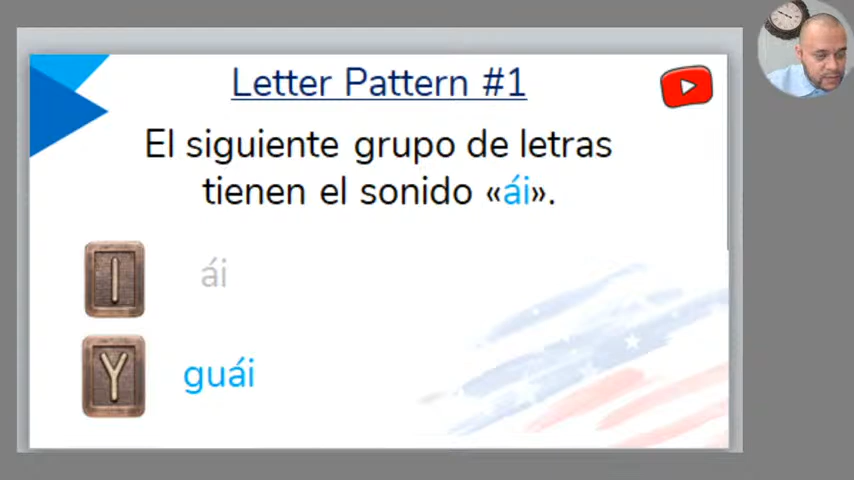 Letter Pattern #1
El siguiente grupo de letras
tienen el sonido «ái».
I ái
Y guái